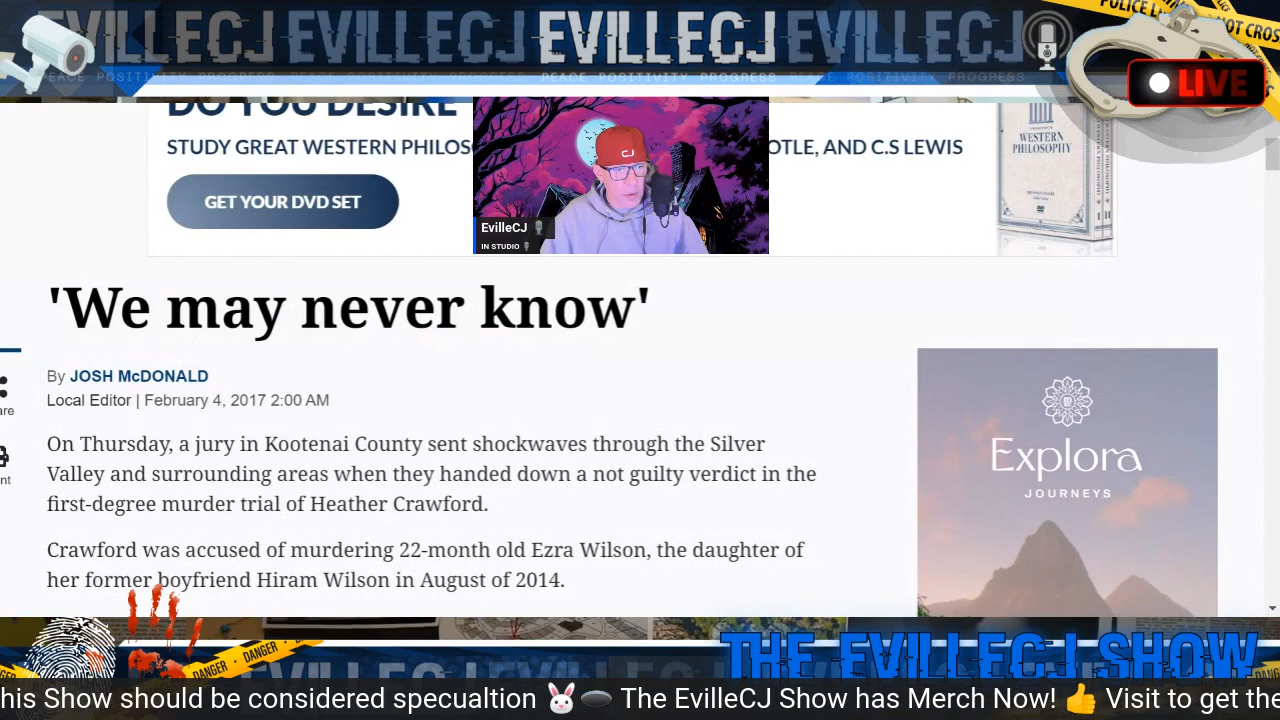 EVILLECJ EVILLECJ EVILLECJ EVILLECJ
PEACE POSITIVITY PROGRESS PEACE POSITIVITY PROGRESS PEACE POSITIVITY PROGRESS PEACE POSITIVITY PROGRESS
POLICE L
NOT CROS
LIVE
DO YOU DESIRE
STUDY GREAT WESTERN PHILOS
OTLE, AND C.S LEWIS
GET YOUR DVD SET
WESTERN
PHILOSOPHY
CJ
EvilleCJ 🎙️
IN STUDIO 🎙️
'We may never know'
By JOSH McDONALD
Local Editor | February 4, 2017 2:00 AM
are
nt
On Thursday, a jury in Kootenai County sent shockwaves through the Silver
Valley and surrounding areas when they handed down a not guilty verdict in the
first-degree murder trial of Heather Crawford.
Crawford was accused of murdering 22-month old Ezra Wilson, the daughter of
her former boyfriend Hiram Wilson in August of 2014.
Explora
JOURNEYS
DANGER · DANGER
THE EVILLECJ SHOW
his Show should be considered specualtion 🐰🕳️ The EvilleCJ Show has Merch Now! 👍 Visit to get the